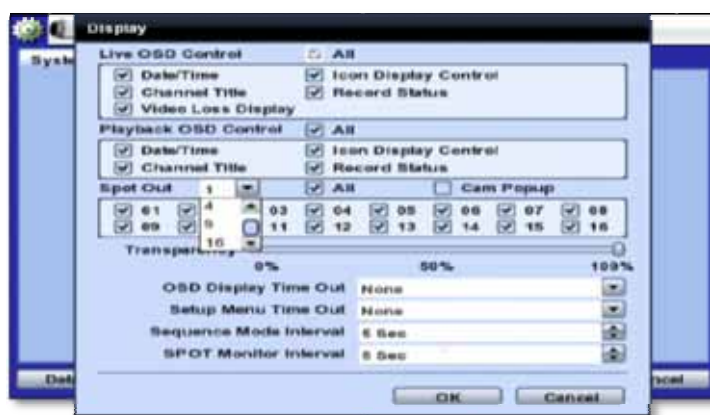 Display
Live OSD Control All
Date/Time Icon Display Control
Channel Title Record Status
Video Loss Display
Playback OSD Control All
Date/Time Icon Display Control
Channel Title Record Status
Spot Out 1 All Cam Popup
01 4 03 04 05 06 07 08
09 9 11 12 13 14 15 16
16
Transparency
0% 50% 100%
OSD Display Time Out None
Setup Menu Time Out None
Sequence Mode Interval 5 Sec
SPOT Monitor Interval 5 Sec
OK Cancel